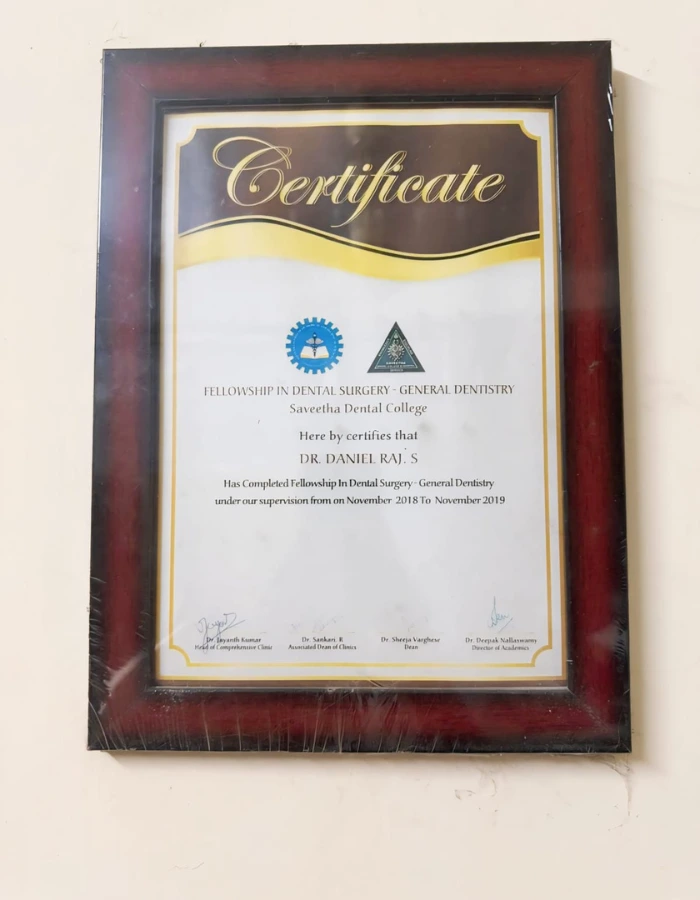 Certificate
FELLOWSHIP IN DENTAL SURGERY - GENERAL DENTISTRY
Saveetha Dental College
Here by certifies that
DR. DANIEL RAJ. S
Has Completed Fellowship In Dental Surgery - General Dentistry
under our supervision from on November 2018 To November 2019
Dr. Jayanth Kumar
Head of Comprehensive Clinic
Dr. Sankari. R
Associated Dean of Clinics
Dr. Sheeja Varghese
Dean
Dr. Deepak Nallaswamy
Director of Academics